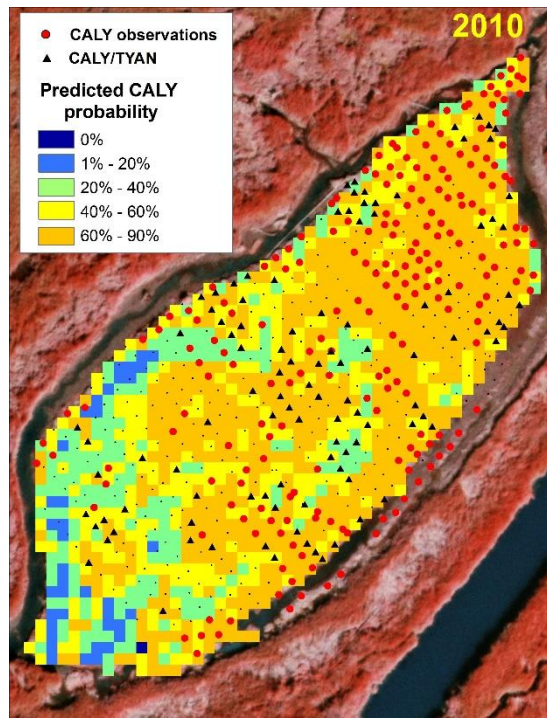 2010
CALY observations
CALY/TYAN
Predicted CALY
probability
0%
1% - 20%
20% - 40%
40% - 60%
60% - 90%